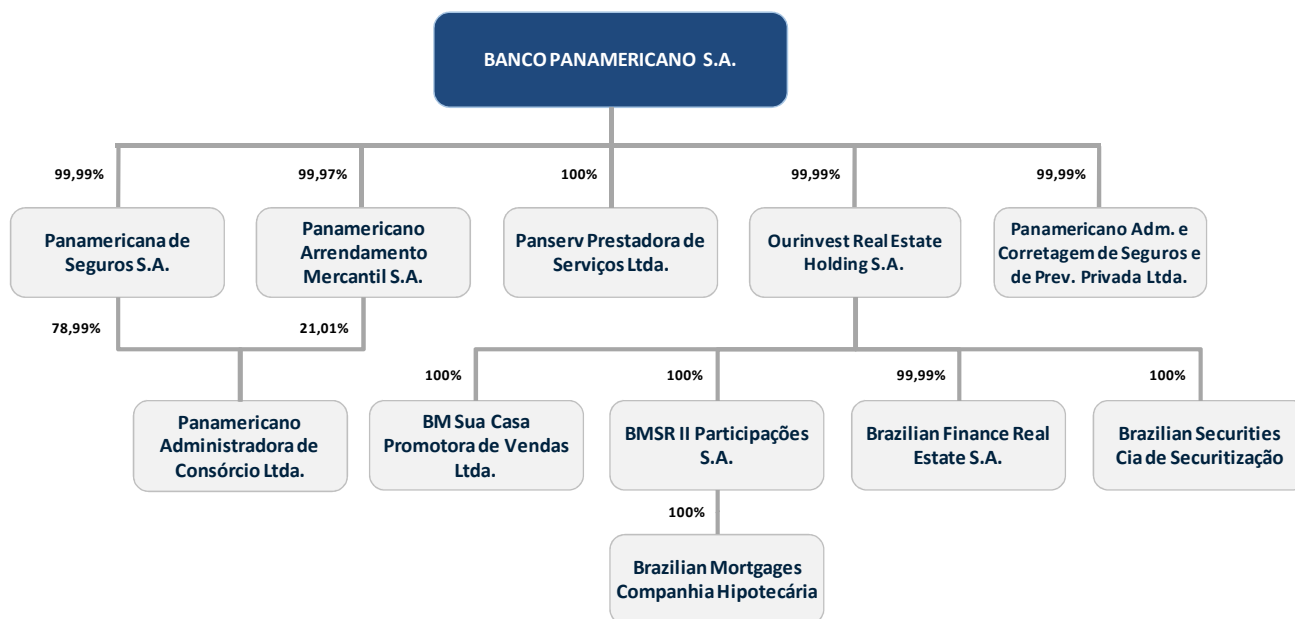 BANCO PANAMERICANO S.A.
99,99%
99,97%
100%
99,99%
99,99%
Panamericana de
Seguros S.A.
Panamericano
Arrendamento
Mercantil S.A.
Panserv Prestadora de
Serviços Ltda.
Ourinvest Real Estate
Holding S.A.
Panamericano Adm. e
Corretagem de Seguros e
de Prev. Privada Ltda.
78,99%
21,01%
100%
100%
99,99%
100%
Panamericano
Administradora de
Consórcio Ltda.
BM Sua Casa
Promotora de Vendas
Ltda.
BMSR II Participações
S.A.
Brazilian Finance Real
Estate S.A.
Brazilian Securities
Cia de Securitização
100%
Brazilian Mortgages
Companhia Hipotecária